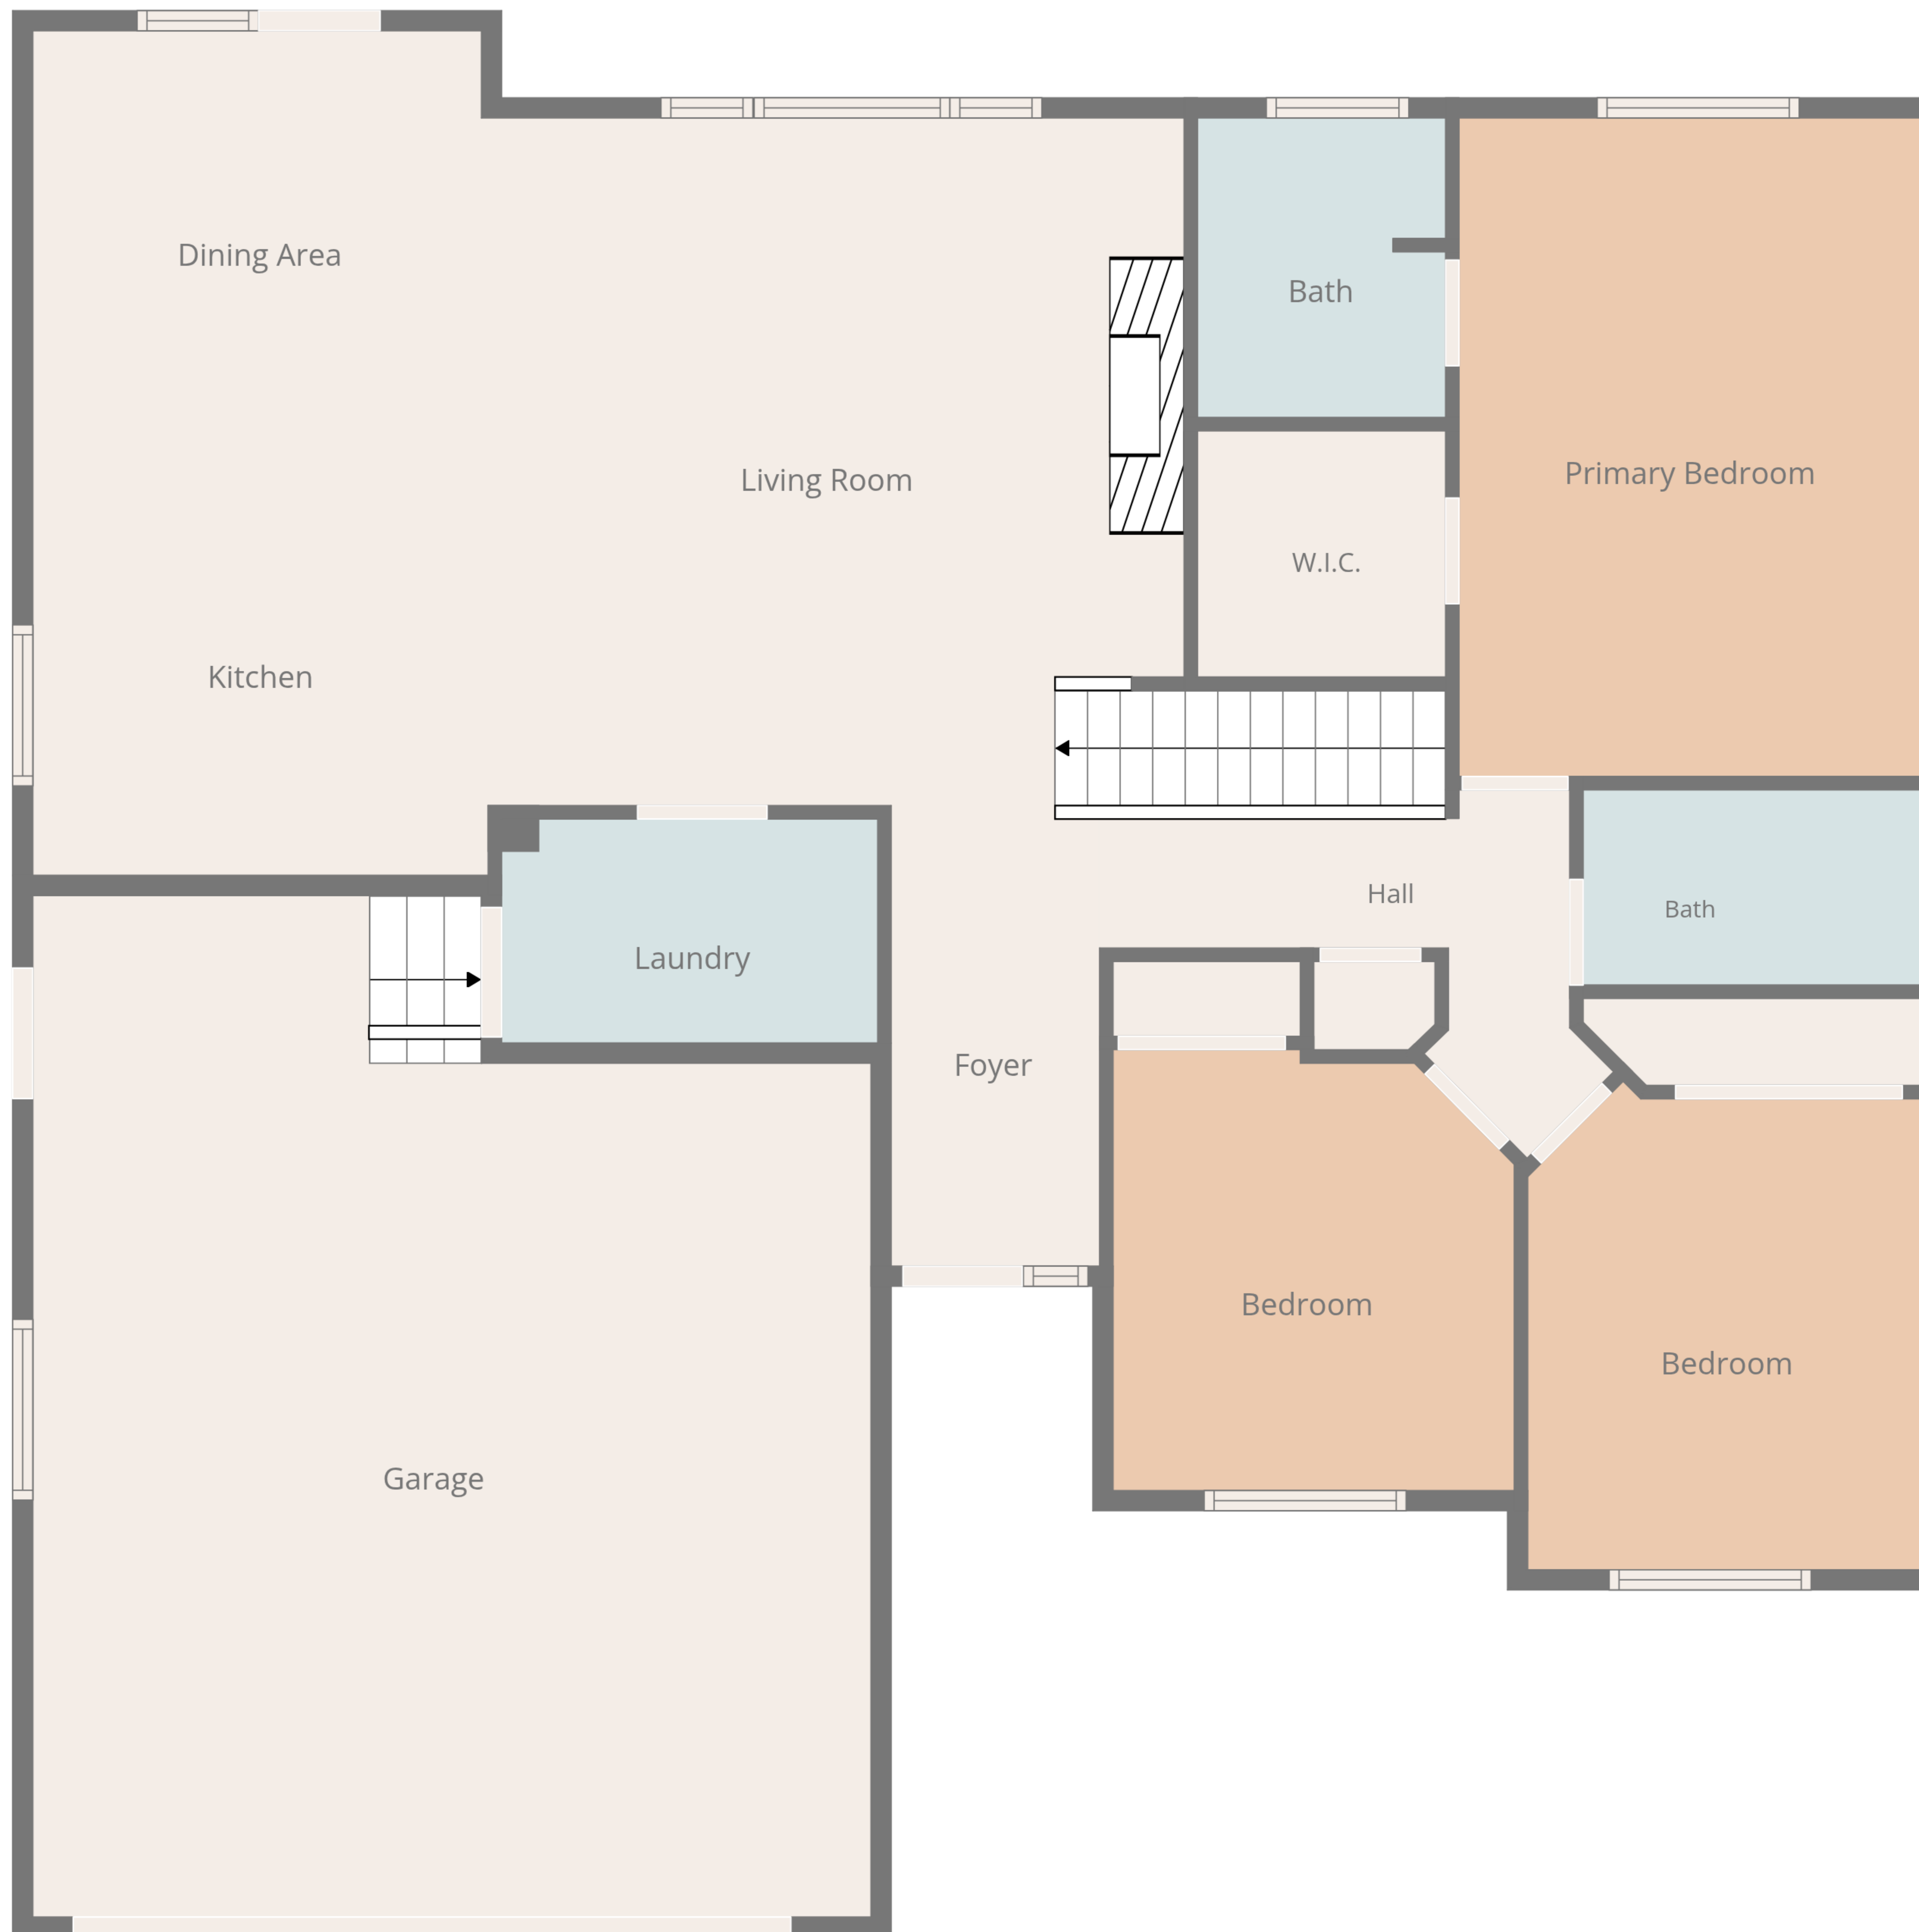 Dining Area
Bath
Living Room
Primary Bedroom
W.I.C.
Kitchen
Hall
Bath
Laundry
Foyer
Bedroom
Bedroom
Garage